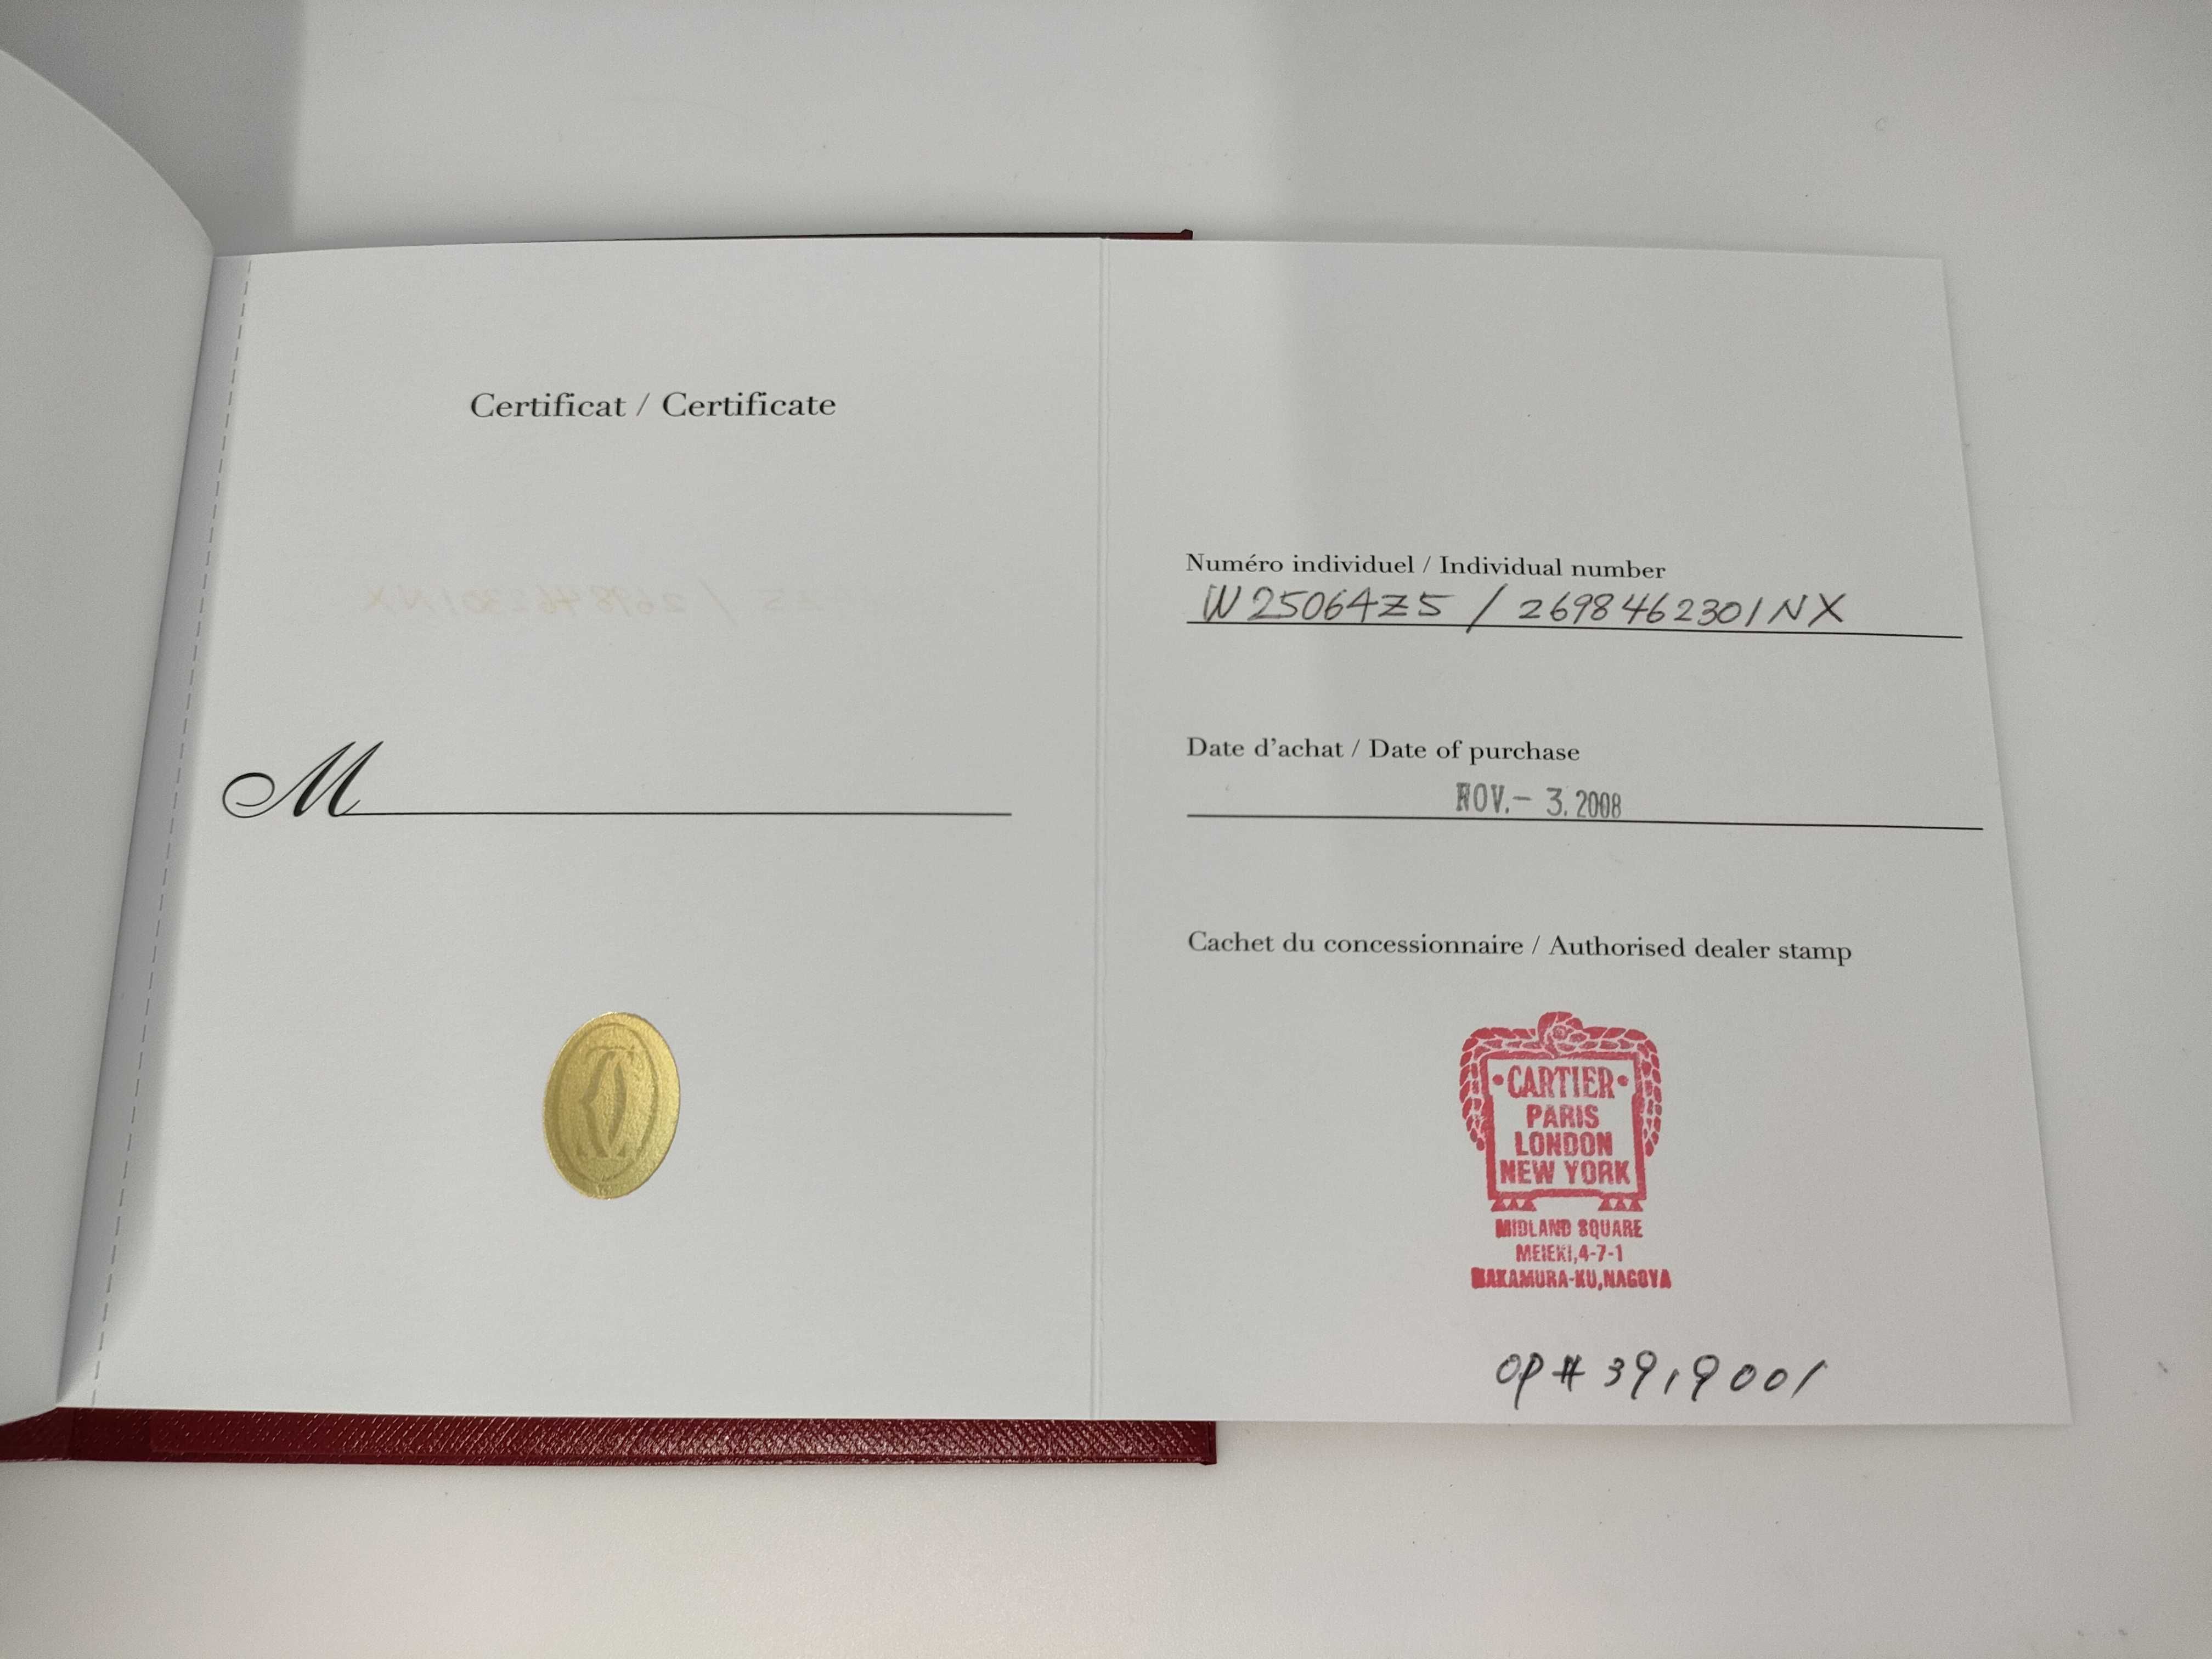 Certificat / Certificate
M
Numéro individuel / Individual number
W25064Z5 / 2698462301NX
Date d'achat / Date of purchase
NOV.- 3.2008
Cachet du concessionnaire / Authorised dealer stamp
•CARTIER•
PARIS
LONDON
NEW YORK
MIDLAND SQUARE
MEIEKI,4-7-1
NAKAMURA-KU,NAGOYA
OP# 3919001